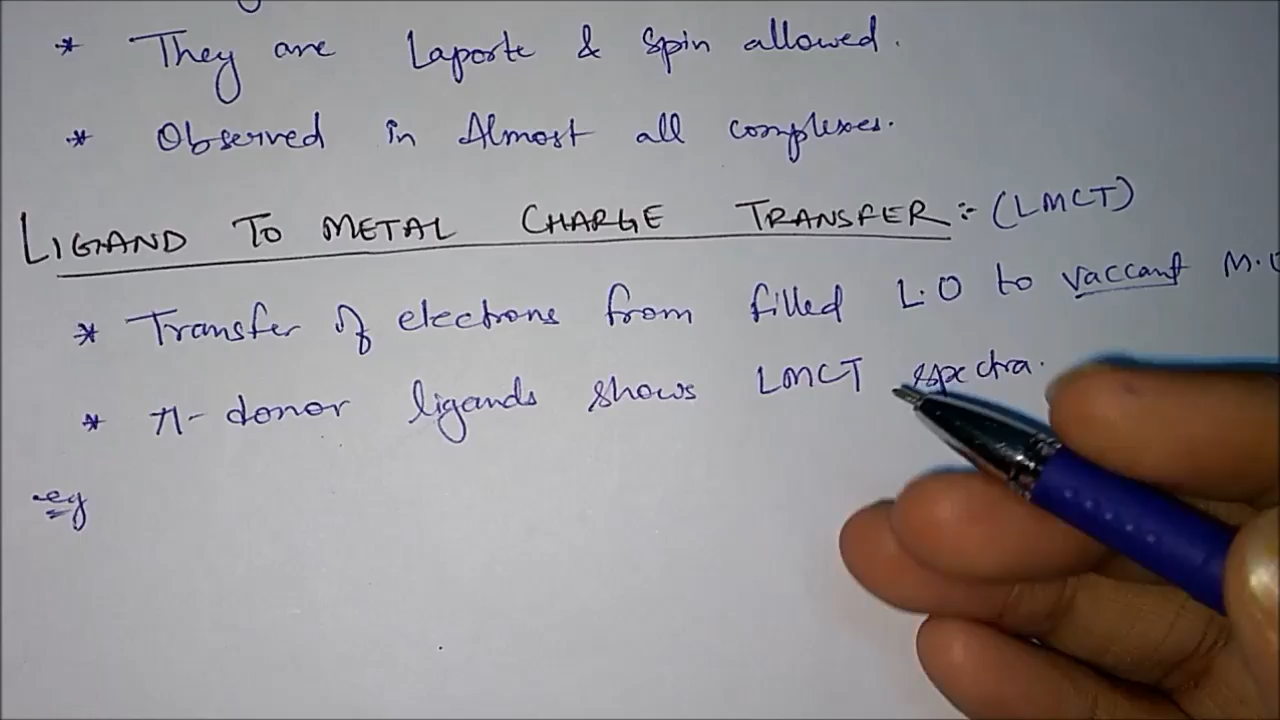 * They are Laporte & spin allowed.
* Observed in Almost all complexes.
LIGAND TO METAL CHARGE TRANSFER :- (LMCT)
* Transfer of electrons from filled L.O to vaccant M.
* π-donor ligands shows LMCT spectra.
eg